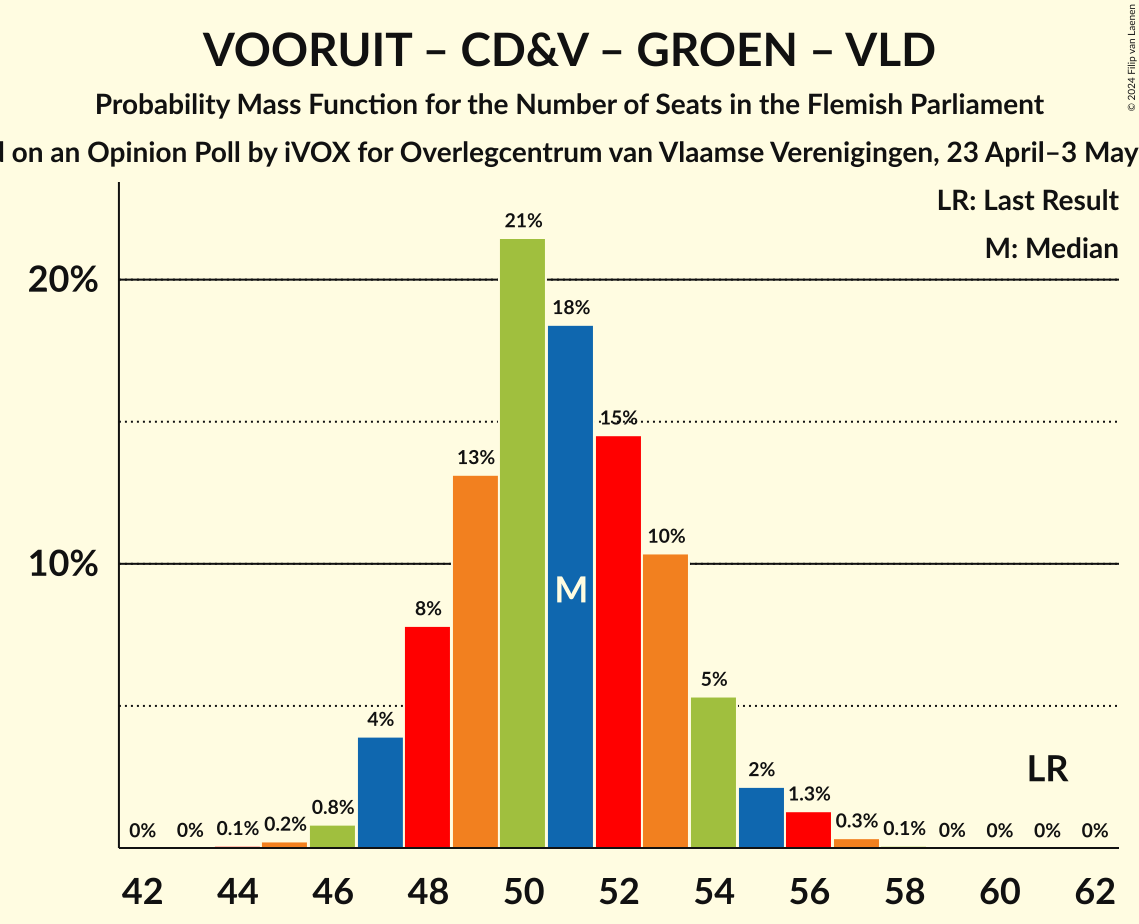 VOORUIT – CD&V – GROEN – VLD
Probability Mass Function for the Number of Seats in the Flemish Parliament
on an Opinion Poll by iVOX for Overlegcentrum van Vlaamse Verenigingen, 23 April–3 May
© 2024 Filip van Laenen
LR: Last Result
M: Median
20%
10%
0% 0% 0.1% 0.2% 0.8% 4% 8% 13% 21% 18% 15% 10% 5% 2% 1.3% 0.3% 0.1% 0% 0% 0% 0%
M
LR
42 44 46 48 50 52 54 56 58 60 62